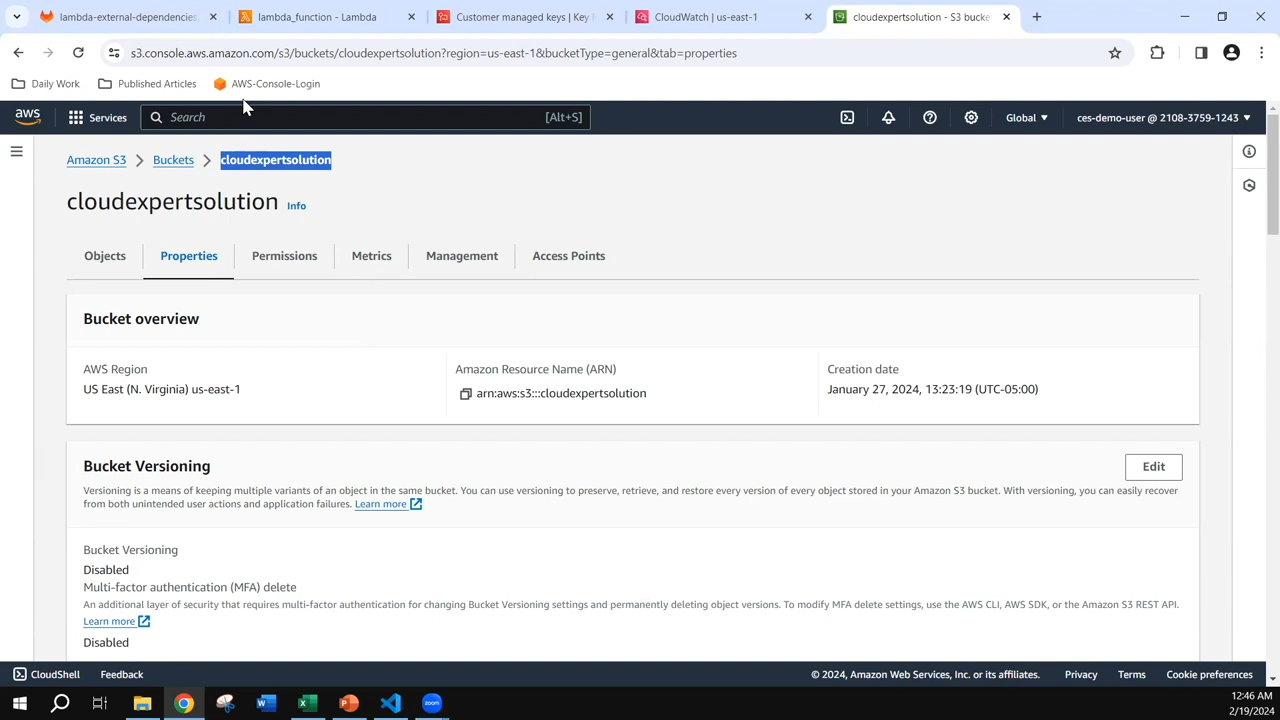 lambda-external-dependencies,
lambda_function - Lambda
Customer managed keys | Key
CloudWatch | us-east-1
cloudexpertsolution - S3 bucke
s3.console.aws.amazon.com/s3/buckets/cloudexpertsolution?region=us-east-1&bucketType=general&tab=properties
Daily Work
Published Articles
AWS-Console-Login
aws
Services
Search
[Alt+S]
Global
ces-demo-user @ 2108-3759-1243
Amazon S3
Buckets
cloudexpertsolution
cloudexpertsolution Info
Objects
Properties
Permissions
Metrics
Management
Access Points
Bucket overview
AWS Region
US East (N. Virginia) us-east-1
Amazon Resource Name (ARN)
arn:aws:s3:::cloudexpertsolution
Creation date
January 27, 2024, 13:23:19 (UTC-05:00)
Bucket Versioning
Edit
Versioning is a means of keeping multiple variants of an object in the same bucket. You can use versioning to preserve, retrieve, and restore every version of every object stored in your Amazon S3 bucket. With versioning, you can easily recover
from both unintended user actions and application failures. Learn more
Bucket Versioning
Disabled
Multi-factor authentication (MFA) delete
An additional layer of security that requires multi-factor authentication for changing Bucket Versioning settings and permanently deleting object versions. To modify MFA delete settings, use the AWS CLI, AWS SDK, or the Amazon S3 REST API.
Learn more
Disabled
CloudShell
Feedback
© 2024, Amazon Web Services, Inc. or its affiliates.
Privacy
Terms
Cookie preferences
zoom
12:46 AM
2/19/2024